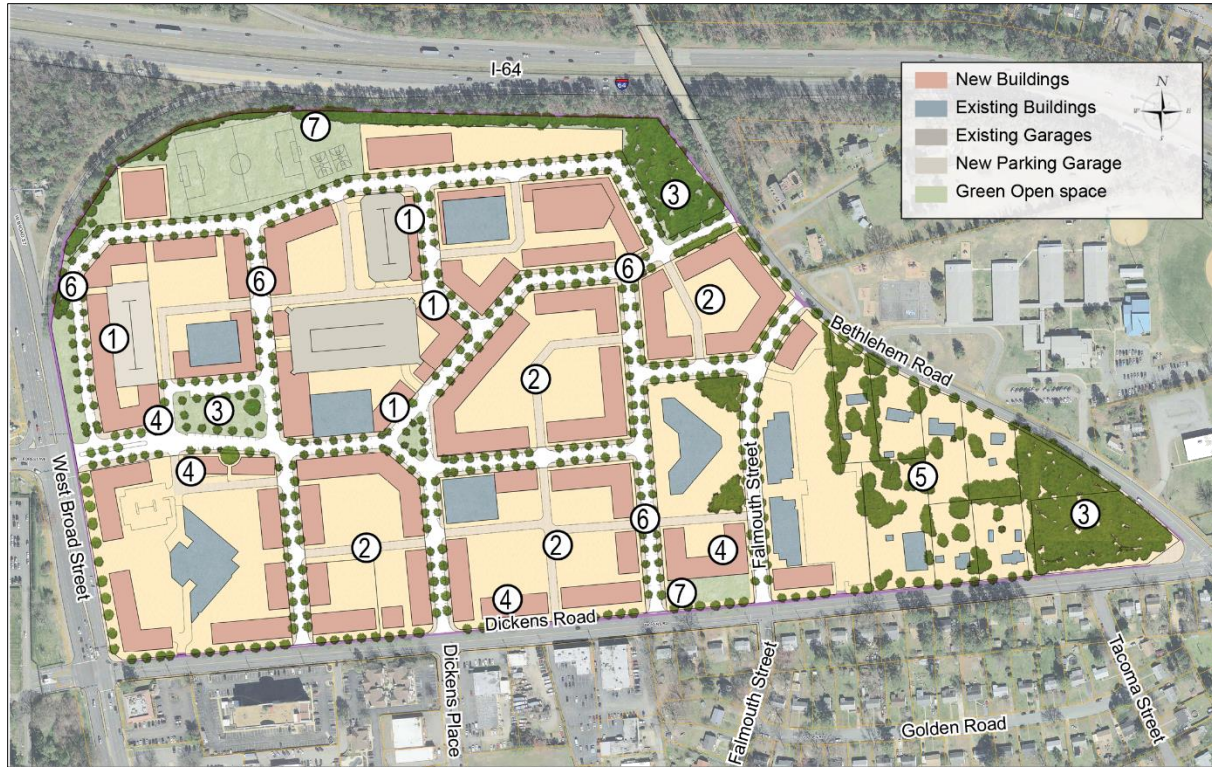 I-64
64
New Buildings
Existing Buildings
Existing Garages
New Parking Garage
Green Open space
N
7
3
1
6
6
6
1
2
1
Bethlehem Road
2
3
1
4
4
West Broad Street
5
Falmouth Street
3
6
2
2
4
7
4
Dickens Road
Dickens Place
Falmouth Street
Golden Road
Tacoma Street